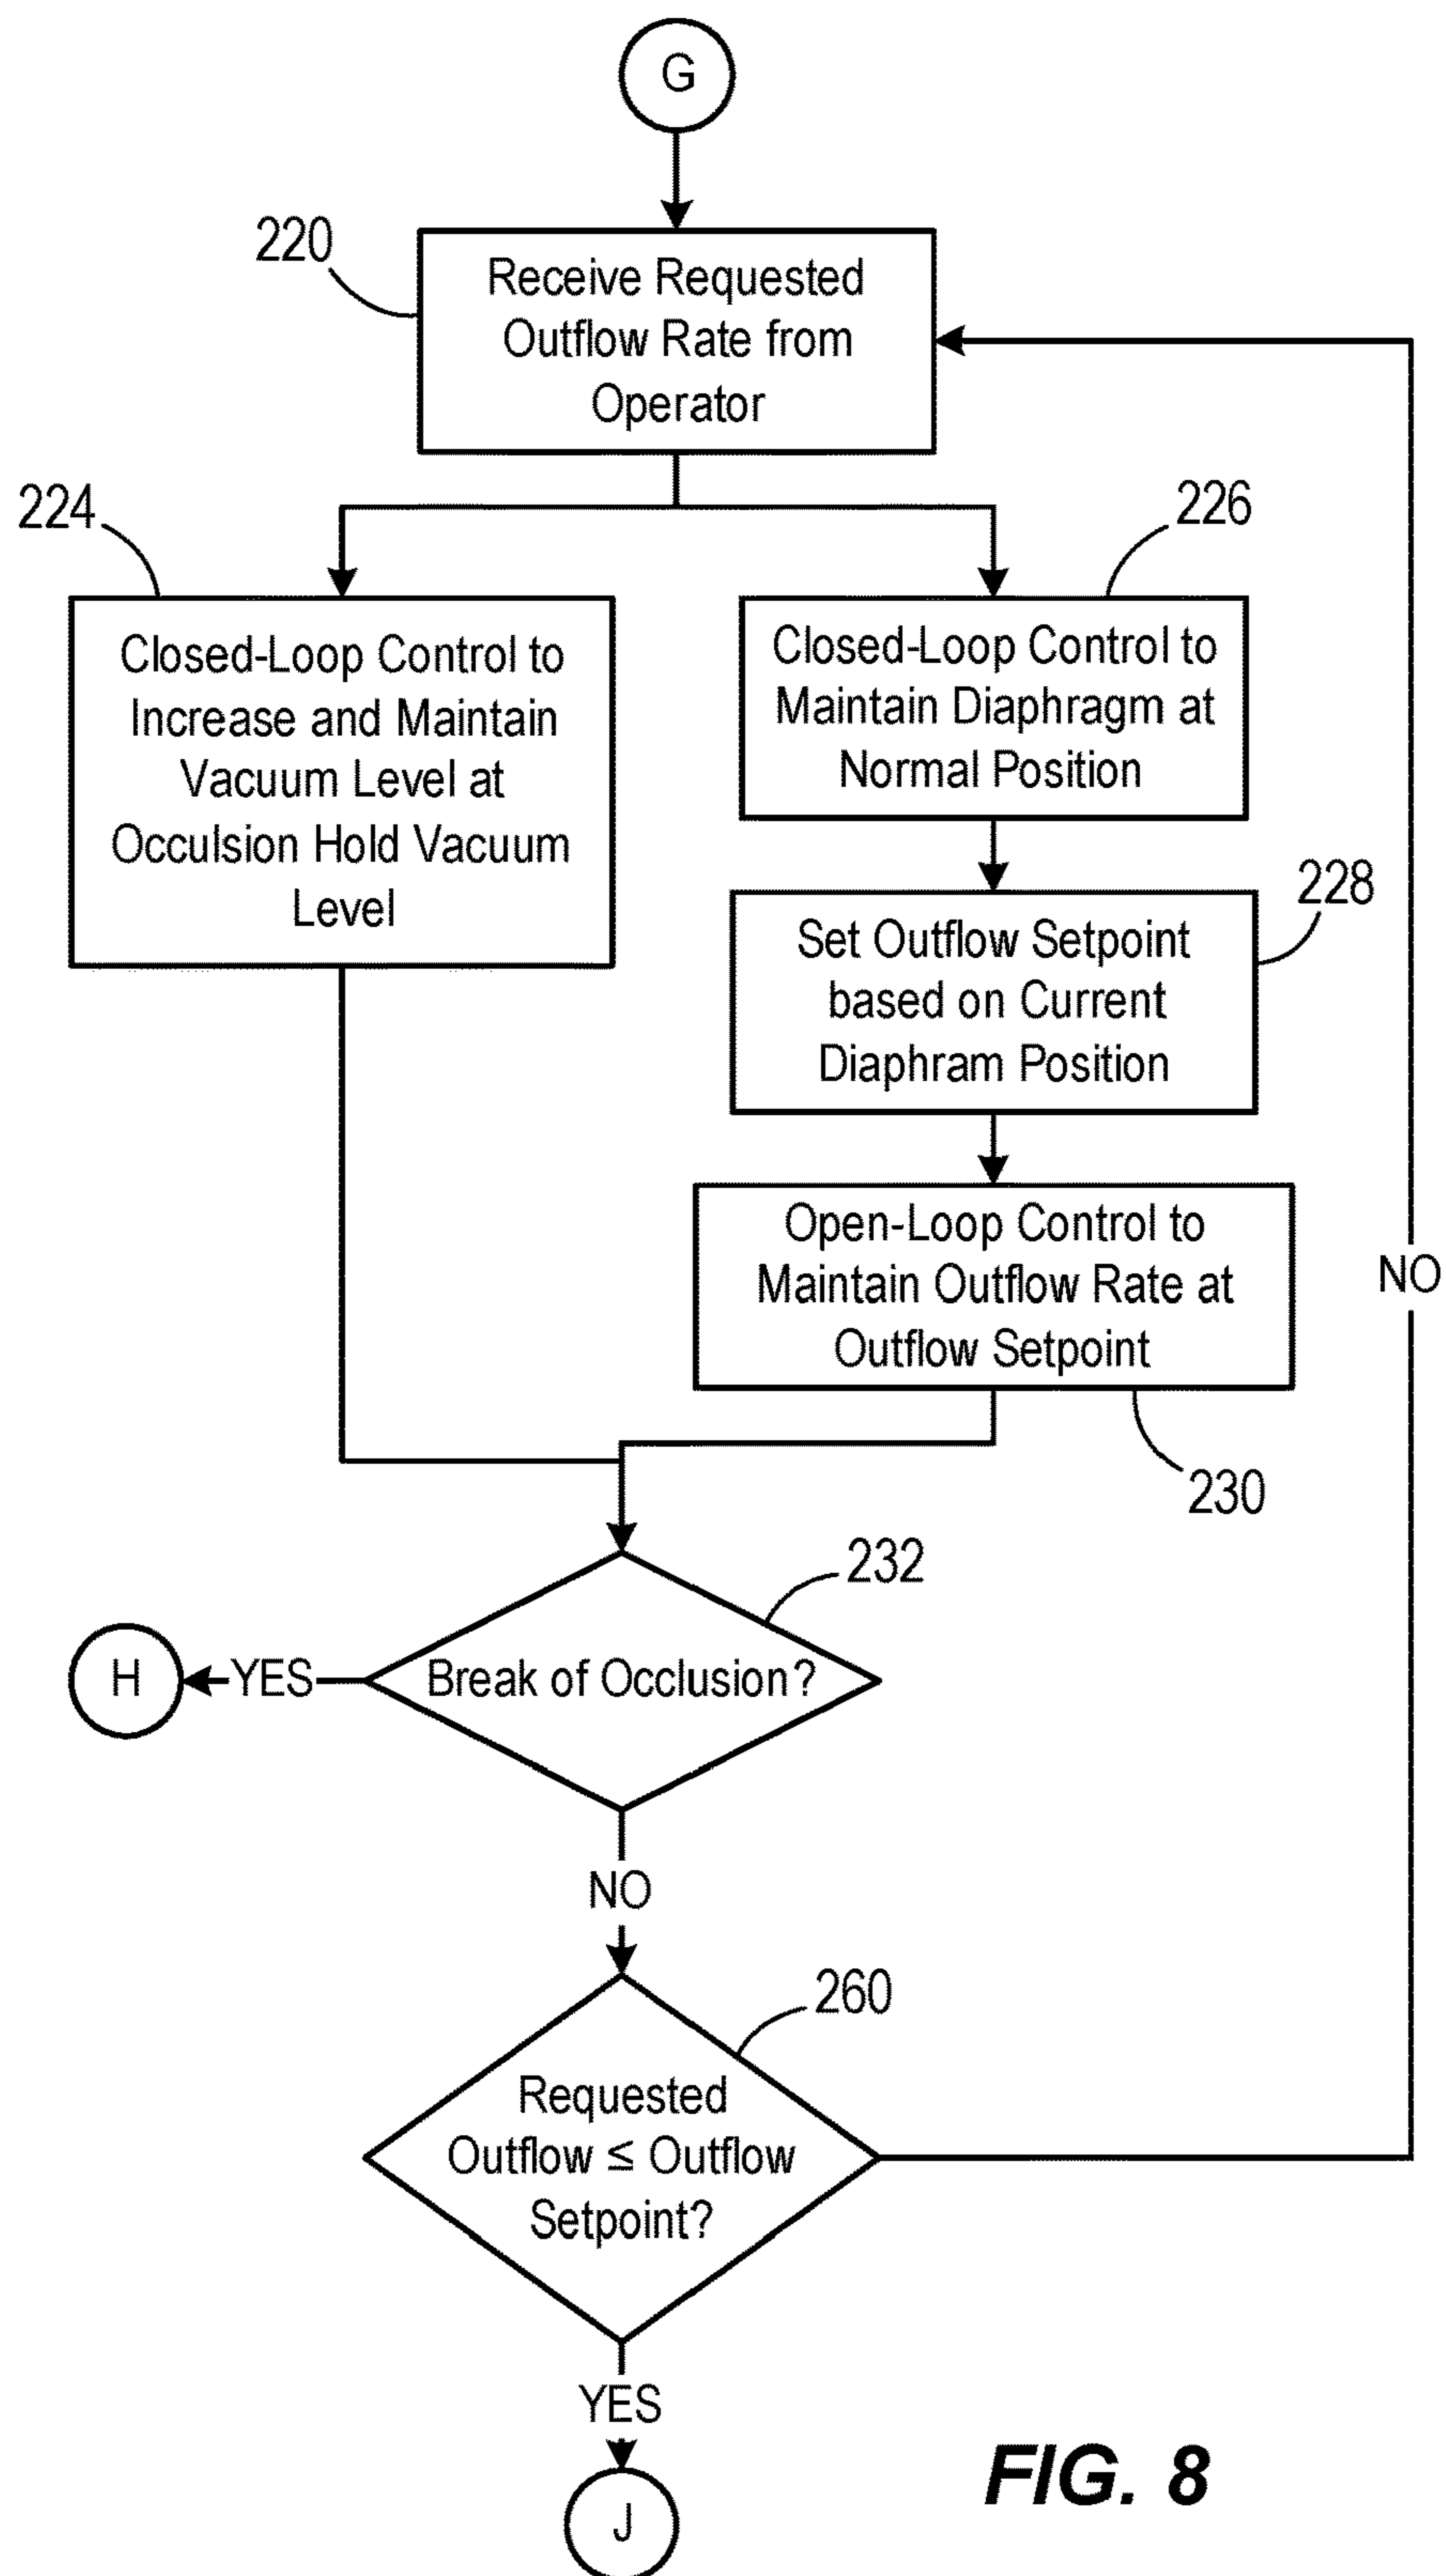 G
220
Receive Requested
Outflow Rate from
Operator
224
226
Closed-Loop Control to
Increase and Maintain
Vacuum Level at
Occulsion Hold Vacuum
Level
Closed-Loop Control to
Maintain Diaphragm at
Normal Position
228
Set Outflow Setpoint
based on Current
Diaphram Position
Open-Loop Control to
Maintain Outflow Rate at
Outflow Setpoint
NO
230
232
H
YES
Break of Occlusion?
NO
260
Requested
Outflow ≤ Outflow
Setpoint?
YES
J
FIG. 8